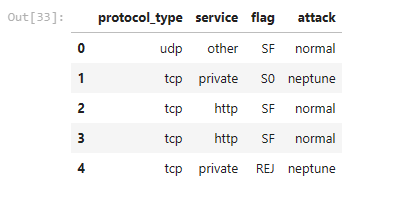 Out[33]:
protocol_type service flag attack
0 udp other SF normal
1 tcp private S0 neptune
2 tcp http SF normal
3 tcp http SF normal
4 tcp private REJ neptune